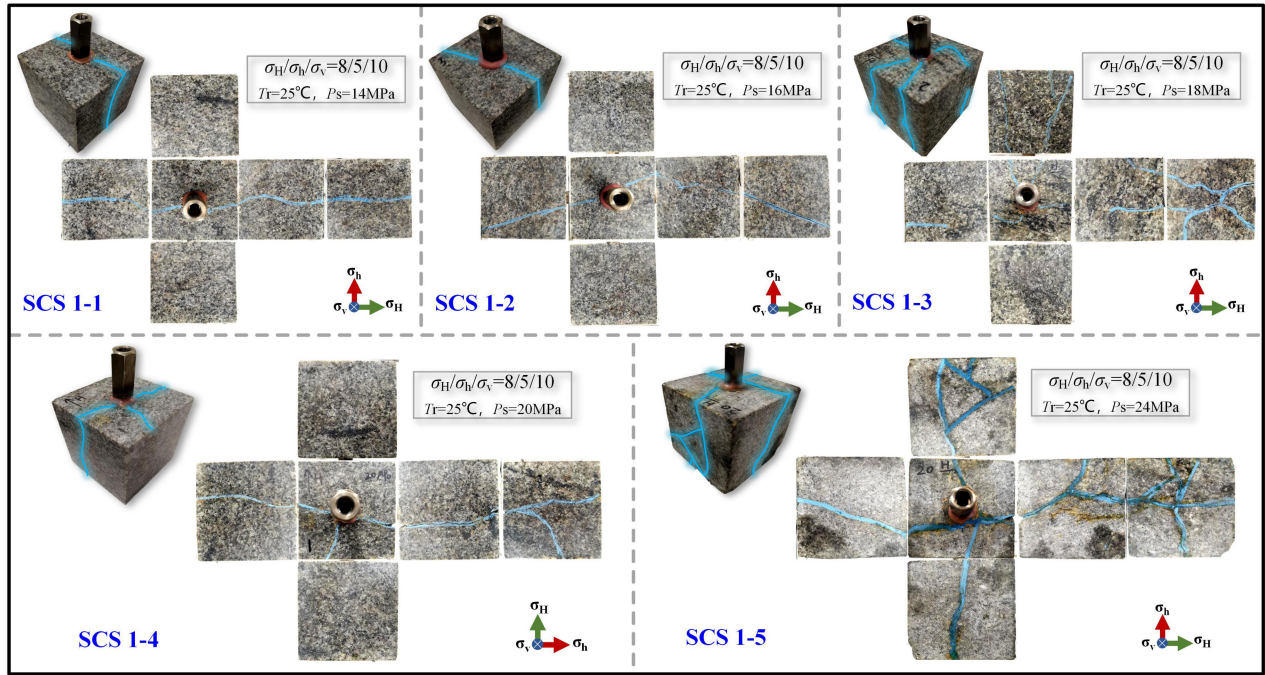 σH/σh/σv=8/5/10
Tr=25℃, Ps=14MPa
σh
σv
σH
SCS 1-1
σH/σh/σv=8/5/10
Tr=25℃, Ps=16MPa
σh
σv
σH
SCS 1-2
σH/σh/σv=8/5/10
Tr=25℃, Ps=18MPa
σh
σv
σH
SCS 1-3
σH/σh/σv=8/5/10
Tr=25℃, Ps=20MPa
σH
σv
σh
SCS 1-4
σH/σh/σv=8/5/10
Tr=25℃, Ps=24MPa
20 H
σh
σv
σH
SCS 1-5